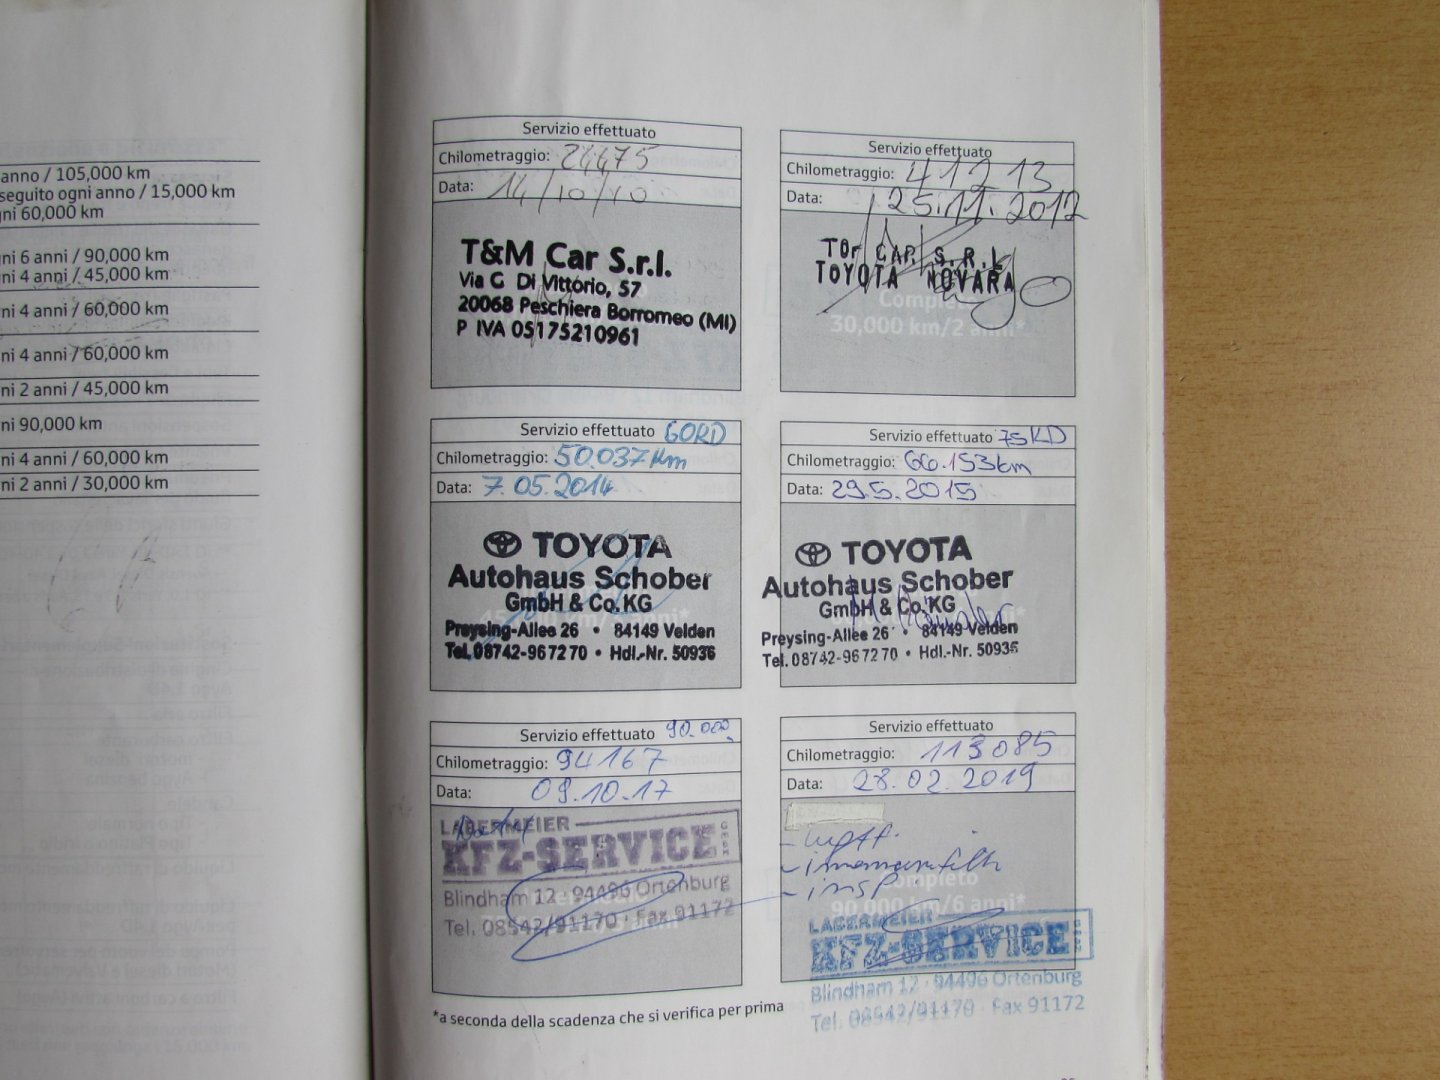 anno / 105,000 km
seguito ogni anno / 15,000 km
gni 60,000 km
ni 6 anni / 90,000 km
ni 4 anni / 45,000 km
ni 4 anni / 60,000 km
ni 4 anni / 60,000 km
ni 2 anni / 45,000 km
ni 90,000 km
ni 4 anni / 60,000 km
ni 2 anni / 30,000 km
Servizio effettuato
Chilometraggio: 24475
Data: 14/10/10
T&M Car S.r.l.
Via G Di Vittorio, 57
20068 Peschiera Borromeo (MI)
P IVA 05175210961
Servizio effettuato
Chilometraggio: 41213
Data: 25.11.2012
TOr CAR S.R.L
TOYOTA NOVARA
Completo
30,000 km/2 anni*
Servizio effettuato 60RD
Chilometraggio: 50.037 km
Data: 7.05.2014
TOYOTA
Autohaus Schober
GmbH & Co. KG
Preysing-Allee 26 • 84149 Velden
Tel. 08742-967270 • Hdl.-Nr. 50936
Servizio effettuato 75KD
Chilometraggio: 66.153 km
Data: 29.5.2015
TOYOTA
Autohaus Schober
GmbH & Co. KG
Preysing-Allee 26 • 84149 Velden
Tel. 08742-967270 • Hdl.-Nr. 50936
Servizio effettuato 90.000
Chilometraggio: 94167
Data: 09.10.17
LABERMEIER
KFZ-SERVICE GMBH
Blindham 12 · 94496 Ortenburg
Tel. 08542/91170 · Fax 91172
Servizio effettuato
Chilometraggio: 113085
Data: 28.02.2019
- insp
Completo
90,000 km/6 anni*
LABERMEIER
KFZ-SERVICE GMBH
Blindham 12 · 94496 Ortenburg
Tel. 08542/91170 · Fax 91172
*a seconda della scadenza che si verifica per prima